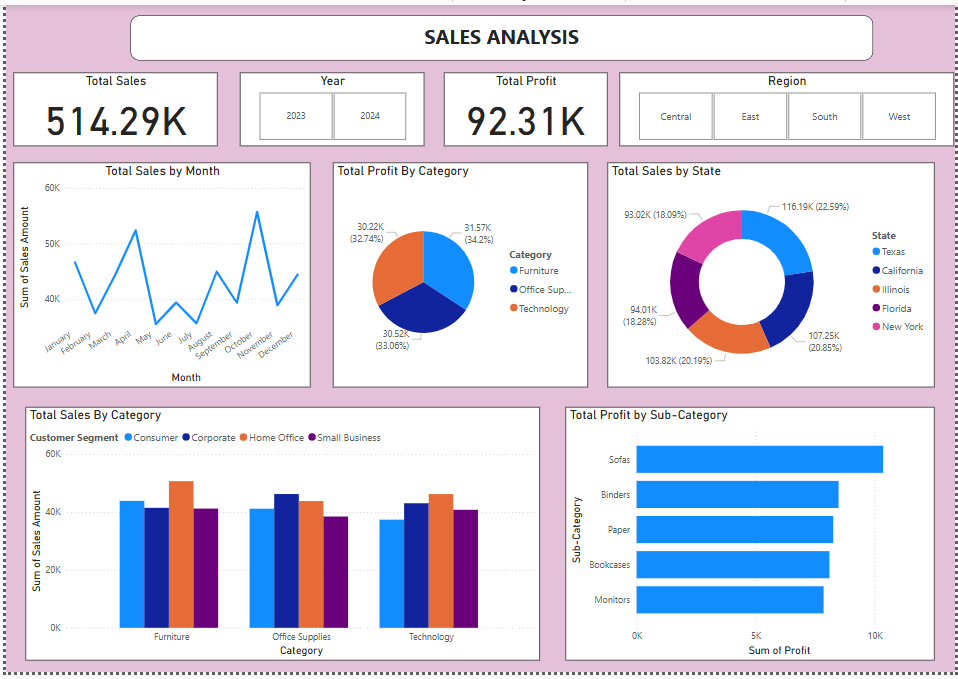 SALES ANALYSIS
Total Sales
514.29K
Year
2023
2024
Total Profit
92.31K
Region
Central
East
South
West
Total Sales by Month
Sum of Sales Amount
60K
50K
40K
January
February
March
April
May
June
July
August
September
October
November
December
Month
Total Profit By Category
30.22K
(32.74%)
31.57K
(34.2%)
30.52K
(33.06%)
Category
Furniture
Office Sup...
Technology
Total Sales by State
93.02K (18.09%)
116.19K (22.59%)
94.01K
(18.28%)
107.25K
(20.85%)
103.82K (20.19%)
State
Texas
California
Illinois
Florida
New York
Total Sales By Category
Customer Segment Consumer Corporate Home Office Small Business
Sum of Sales Amount
60K
40K
20K
0K
Furniture
Office Supplies
Technology
Category
Total Profit by Sub-Category
Sub-Category
Sofas
Binders
Paper
Bookcases
Monitors
0K
5K
10K
Sum of Profit